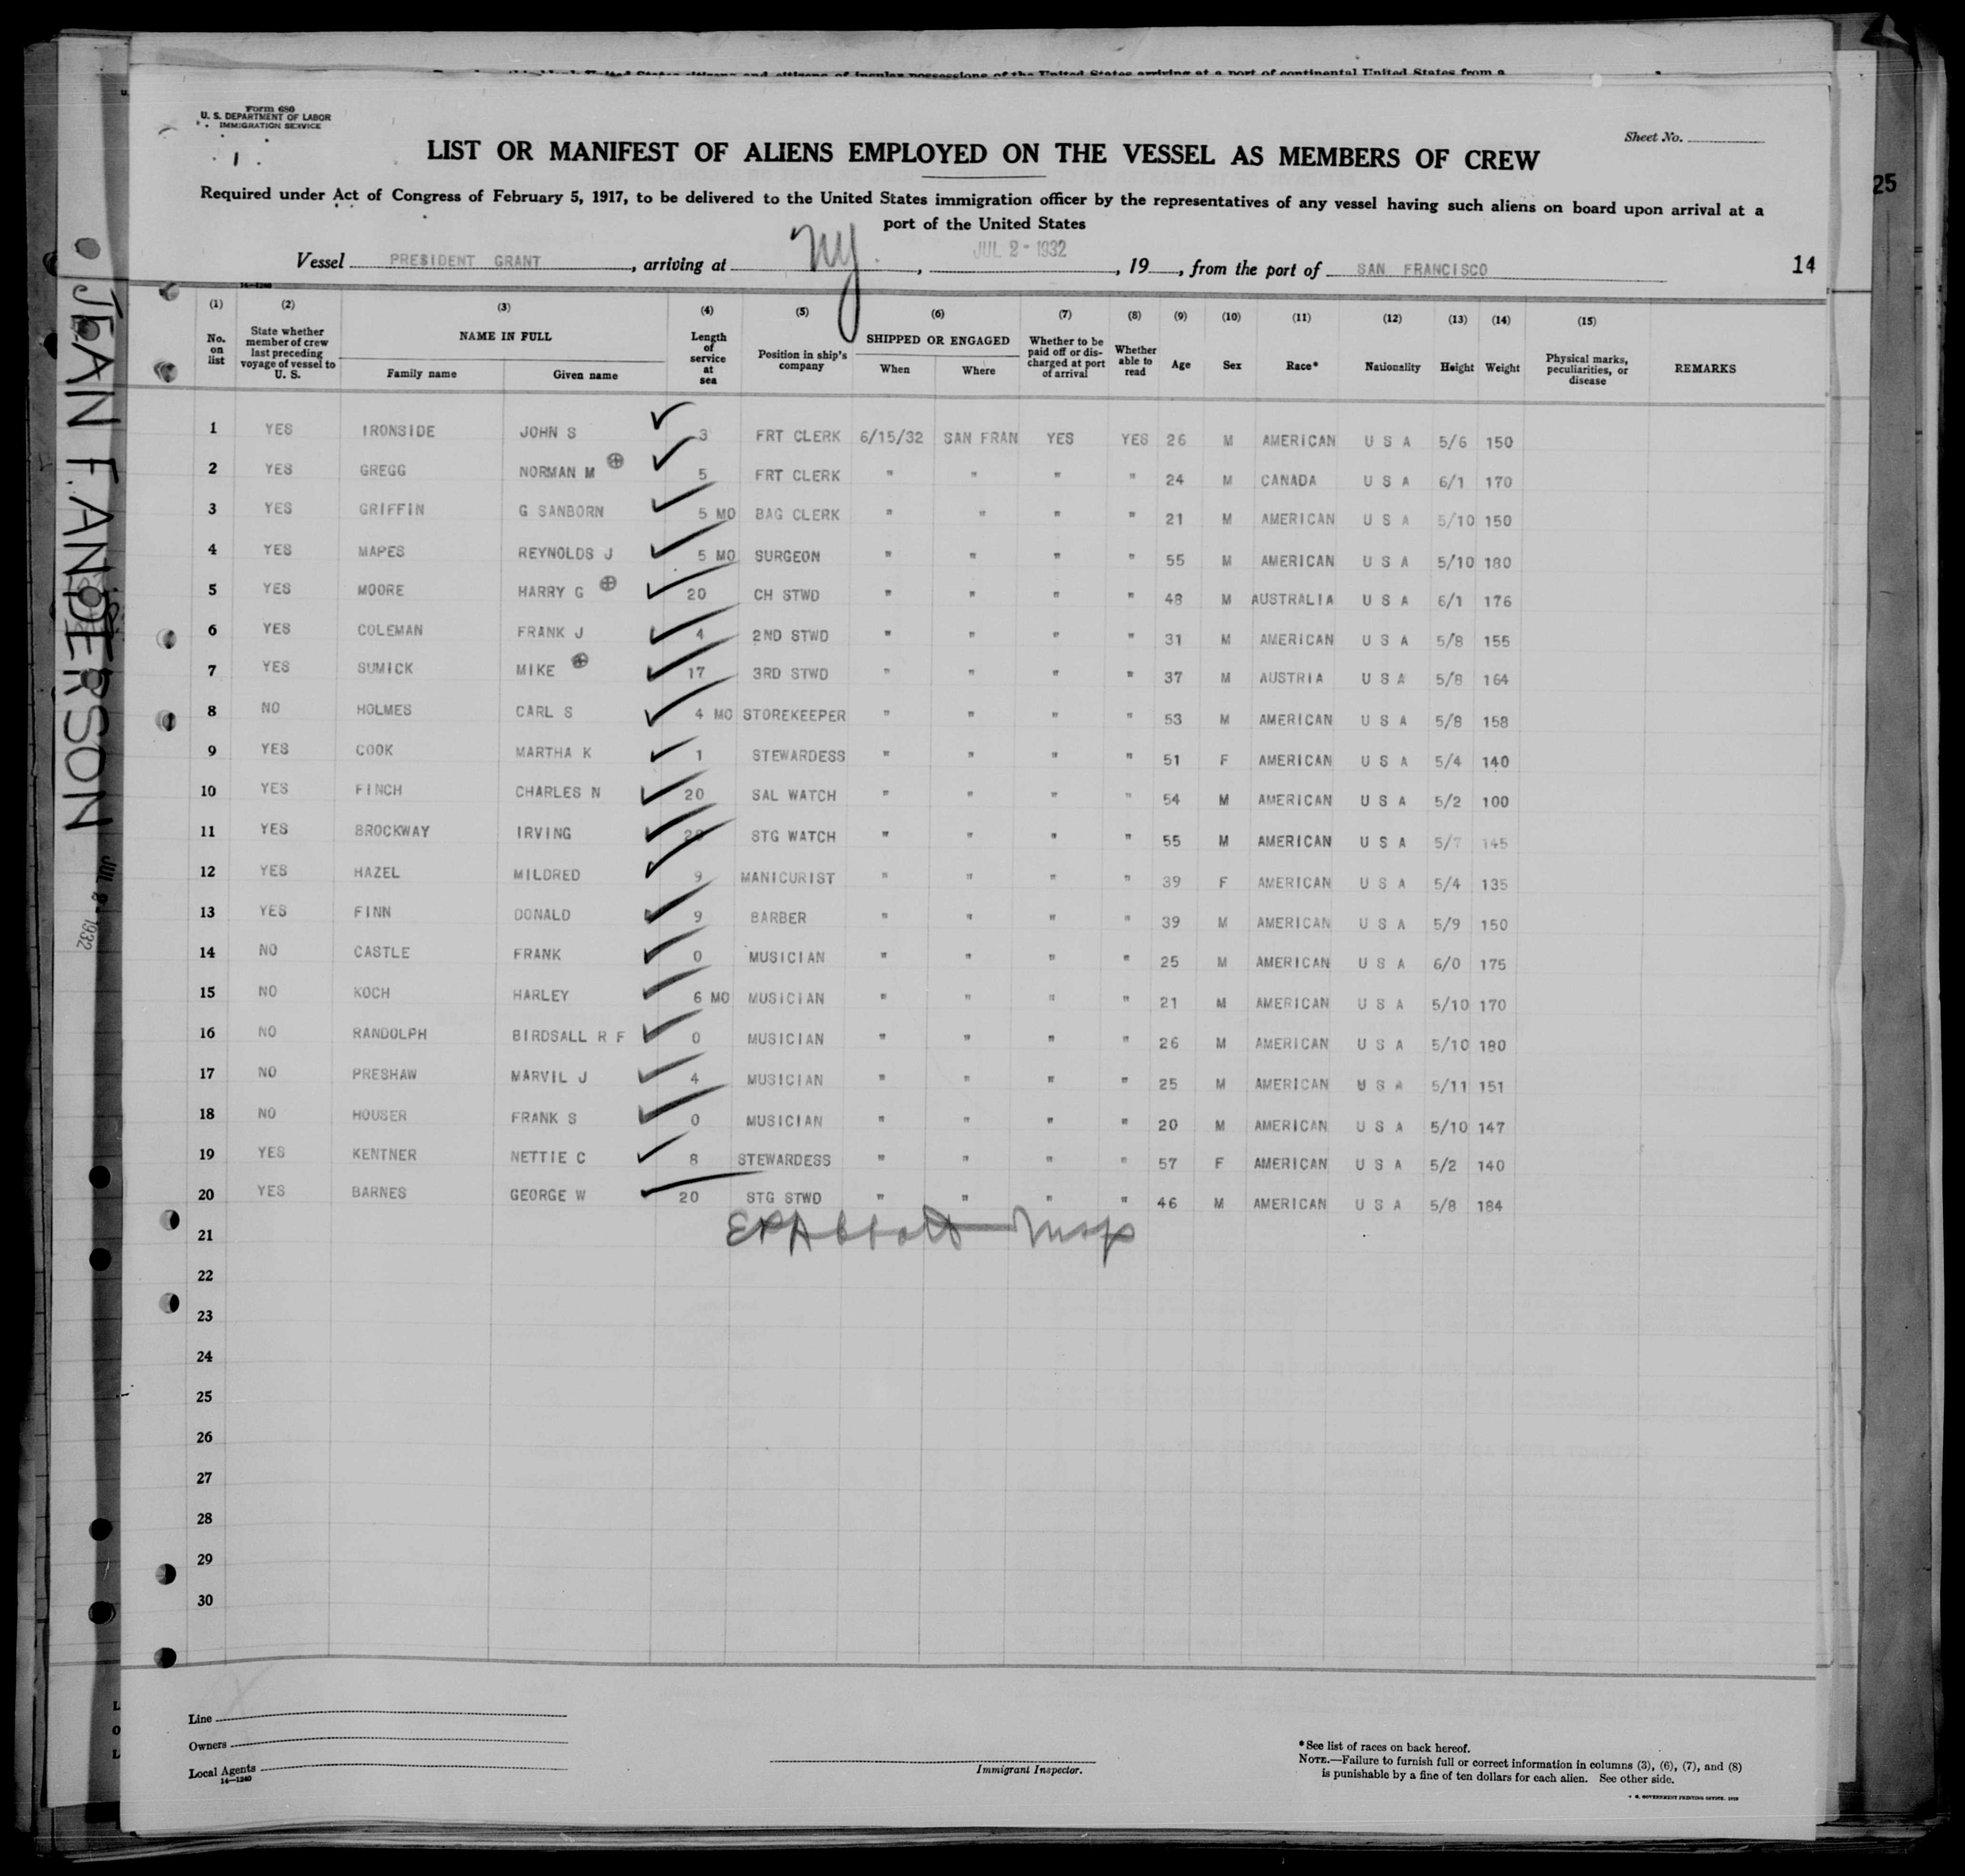 Form 680
U. S. DEPARTMENT OF LABOR
IMMIGRATION SERVICE
Sheet No.
LIST OR MANIFEST OF ALIENS EMPLOYED ON THE VESSEL AS MEMBERS OF CREW
Required under Act of Congress of February 5, 1917, to be delivered to the United States immigration officer by the representatives of any vessel having such aliens on board upon arrival at a
port of the United States
Vessel PRESIDENT GRANT, arriving at NY., JUL 2 - 1932, 19, from the port of SAN FRANCISCO
14
25
JEAN F. ANDERSON
(1) (2) (3) (4) (5) (6) (7) (8) (9) (10) (11) (12) (13) (14) (15)
No. on list
State whether member of crew last preceding voyage of vessel to U. S.
NAME IN FULL
Family name
Given name
Length of service at sea
Position in ship's company
SHIPPED OR ENGAGED
When
Where
Whether to be paid off or discharged at port of arrival
Whether able to read
Age
Sex
Race*
Nationality
Height
Weight
Physical marks, peculiarities, or disease
REMARKS
1 YES IRONSIDE JOHN S 3 FRT CLERK 6/15/32 SAN FRAN YES YES 26 M AMERICAN U S A 5/6 150
2 YES GREGG NORMAN M 5 FRT CLERK " " " " 24 M CANADA U S A 6/1 170
3 YES GRIFFIN G SANBORN 5 MO BAG CLERK " " " " 21 M AMERICAN U S A 5/10 150
4 YES MAPES REYNOLDS J 5 MO SURGEON " " " " 55 M AMERICAN U S A 5/10 180
5 YES MOORE HARRY G 20 CH STWD " " " " 48 M AUSTRALIA U S A 6/1 176
6 YES COLEMAN FRANK J 4 2ND STWD " " " " 31 M AMERICAN U S A 5/8 155
7 YES SUMICK MIKE 17 3RD STWD " " " " 37 M AUSTRIA U S A 5/8 164
8 NO HOLMES CARL S 4 MO STOREKEEPER " " " " 53 M AMERICAN U S A 5/8 158
9 YES COOK MARTHA K 1 STEWARDESS " " " " 51 F AMERICAN U S A 5/4 140
10 YES FINCH CHARLES N 20 SAL WATCH " " " " 54 M AMERICAN U S A 5/2 100
11 YES BROCKWAY IRVING STG WATCH " " " " 55 M AMERICAN U S A 5/7 145
12 YES HAZEL MILDRED 9 MANICURIST " " " " 39 F AMERICAN U S A 5/4 135
13 YES FINN DONALD 9 BARBER " " " " 39 M AMERICAN U S A 5/9 150
14 NO CASTLE FRANK 0 MUSICIAN " " " " 25 M AMERICAN U S A 6/0 175
15 NO KOCH HARLEY 6 MO MUSICIAN " " " " 21 M AMERICAN U S A 5/10 170
16 NO RANDOLPH BIRDSALL R F 0 MUSICIAN " " " " 26 M AMERICAN U S A 5/10 180
17 NO PRESHAW MARVIL J 4 MUSICIAN " " " " 25 M AMERICAN U S A 5/11 151
18 NO HOUSER FRANK S 0 MUSICIAN " " " " 20 M AMERICAN U S A 5/10 147
19 YES KENTNER NETTIE C 8 STEWARDESS " " " " 57 F AMERICAN U S A 5/2 140
20 YES BARNES GEORGE W 20 STG STWD " " " " 46 M AMERICAN U S A 5/8 184
21
22
23
24
25
26
27
28
29
30
Line
Owners
Local Agents
14—1240
Immigrant Inspector.
*See list of races on back hereof.
NOTE.—Failure to furnish full or correct information in columns (3), (6), (7), and (8)
is punishable by a fine of ten dollars for each alien. See other side.